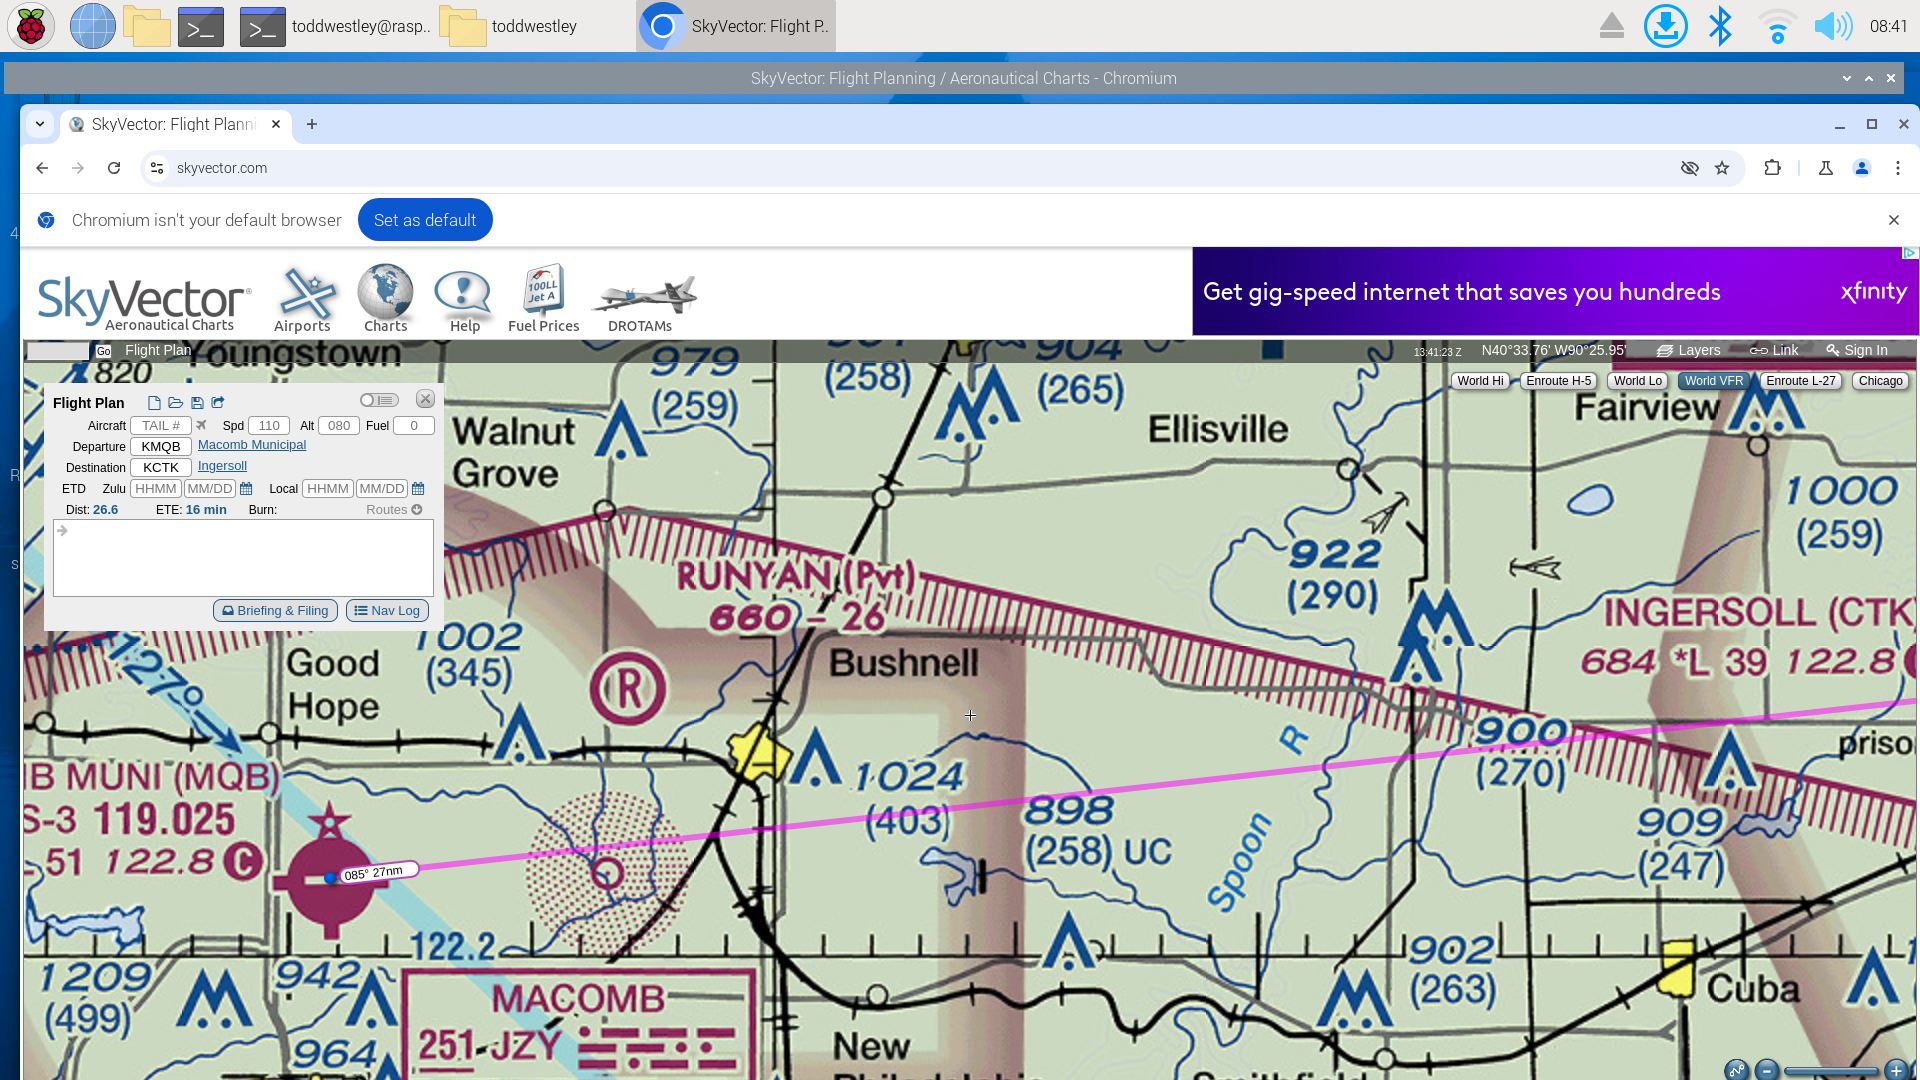 toddwestley@rasp..
toddwestley
SkyVector: Flight P..
08:41
SkyVector: Flight Planning / Aeronautical Charts - Chromium
SkyVector: Flight Planni
skyvector.com
Chromium isn't your default browser
Set as default
SkyVector®
Aeronautical Charts
Airports
Charts
Help
100LL
Jet A
Fuel Prices
DROTAMs
Get gig-speed internet that saves you hundreds
xfinity
Go
Flight Plan
13:41:23 Z
N40°33.76' W90°25.95'
Layers
Link
Sign In
World Hi
Enroute H-5
World Lo
World VFR
Enroute L-27
Chicago
Flight Plan
Aircraft TAIL # Spd 110 Alt 080 Fuel 0
Departure KMQB Macomb Municipal
Destination KCTK Ingersoll
ETD Zulu HHMM MM/DD Local HHMM MM/DD
Dist: 26.6 ETE: 16 min Burn: Routes
Briefing & Filing
Nav Log
Youngstown
820
979
(259)
(258)
904
(265)
Walnut
Grove
Ellisville
Fairview
1000
(259)
922
(290)
RUNYAN (Pvt)
660 - 26
INGERSOLL (CTK)
684 *L 39 122.8
1002
(345)
Good
Hope
127°
R
Bushnell
R
900
(270)
priso
B MUNI (MQB)
S-3 119.025
51 122.8 C
085° 27nm
1024
(403)
898
(258) UC
Spoon
909
(247)
122.2
902
(263)
Cuba
1209
(499)
942
964
MACOMB
251 JZY
New
Philadelphia
Smithfield